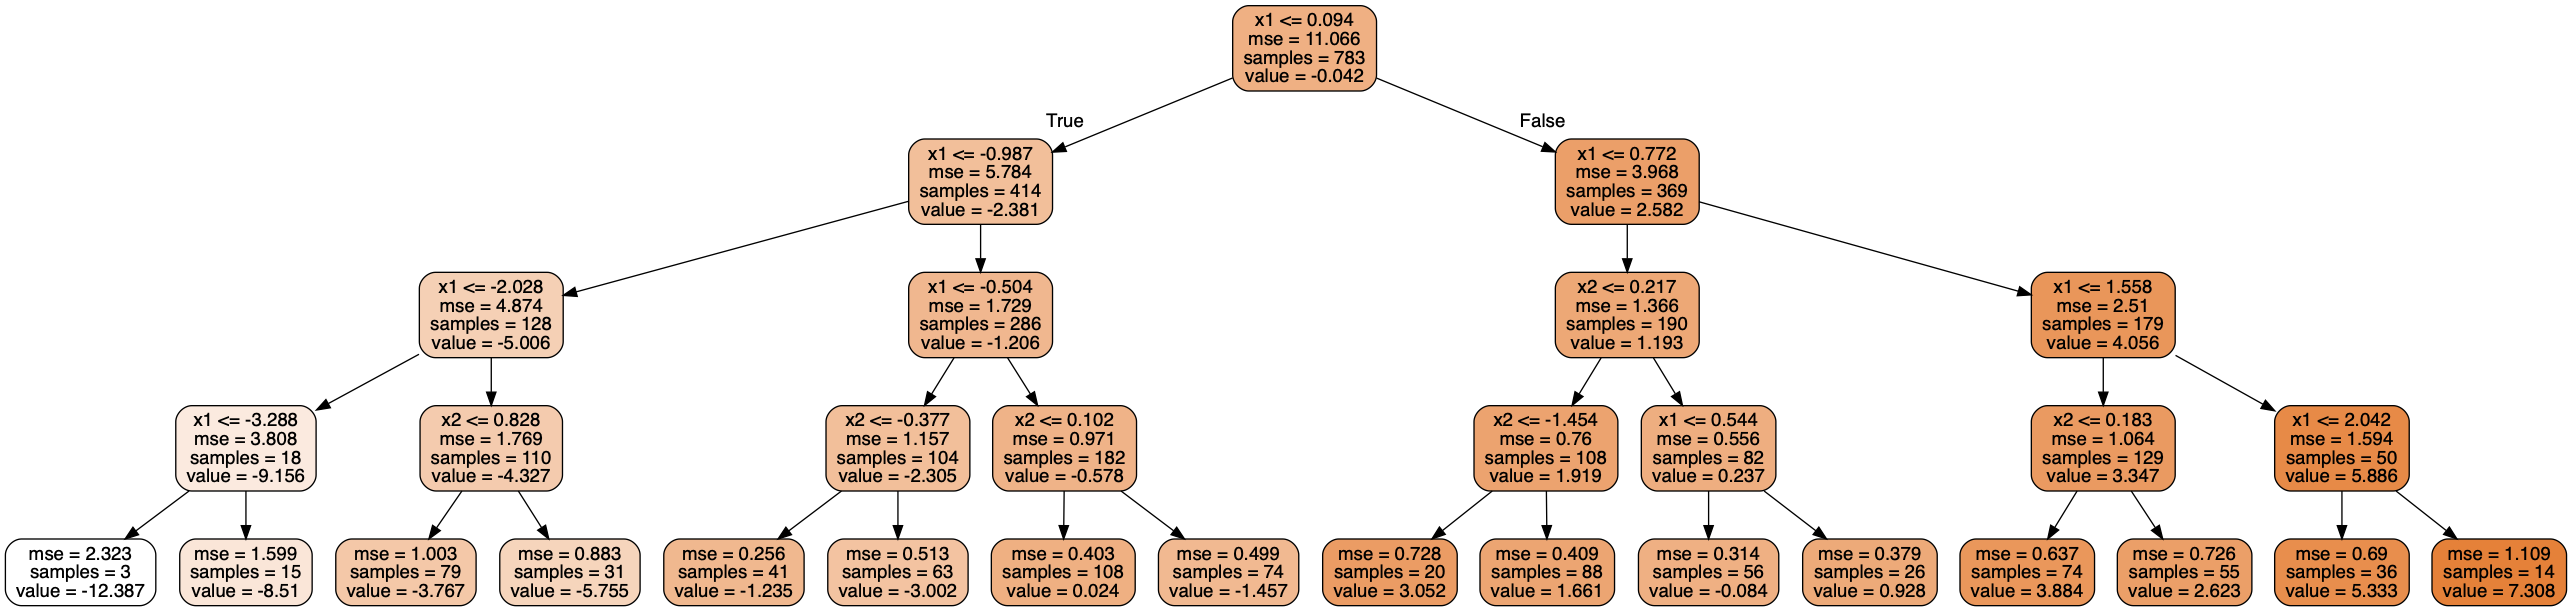 x1 <= 0.094
mse = 11.066
samples = 783
value = -0.042
True
False
x1 <= -0.987
mse = 5.784
samples = 414
value = -2.381
x1 <= 0.772
mse = 3.968
samples = 369
value = 2.582
x1 <= -2.028
mse = 4.874
samples = 128
value = -5.006
x1 <= -0.504
mse = 1.729
samples = 286
value = -1.206
x2 <= 0.217
mse = 1.366
samples = 190
value = 1.193
x1 <= 1.558
mse = 2.51
samples = 179
value = 4.056
x1 <= -3.288
mse = 3.808
samples = 18
value = -9.156
x2 <= 0.828
mse = 1.769
samples = 110
value = -4.327
x2 <= -0.377
mse = 1.157
samples = 104
value = -2.305
x2 <= 0.102
mse = 0.971
samples = 182
value = -0.578
x2 <= -1.454
mse = 0.76
samples = 108
value = 1.919
x1 <= 0.544
mse = 0.556
samples = 82
value = 0.237
x2 <= 0.183
mse = 1.064
samples = 129
value = 3.347
x1 <= 2.042
mse = 1.594
samples = 50
value = 5.886
mse = 2.323
samples = 3
value = -12.387
mse = 1.599
samples = 15
value = -8.51
mse = 1.003
samples = 79
value = -3.767
mse = 0.883
samples = 31
value = -5.755
mse = 0.256
samples = 41
value = -1.235
mse = 0.513
samples = 63
value = -3.002
mse = 0.403
samples = 108
value = 0.024
mse = 0.499
samples = 74
value = -1.457
mse = 0.728
samples = 20
value = 3.052
mse = 0.409
samples = 88
value = 1.661
mse = 0.314
samples = 56
value = -0.084
mse = 0.379
samples = 26
value = 0.928
mse = 0.637
samples = 74
value = 3.884
mse = 0.726
samples = 55
value = 2.623
mse = 0.69
samples = 36
value = 5.333
mse = 1.109
samples = 14
value = 7.308